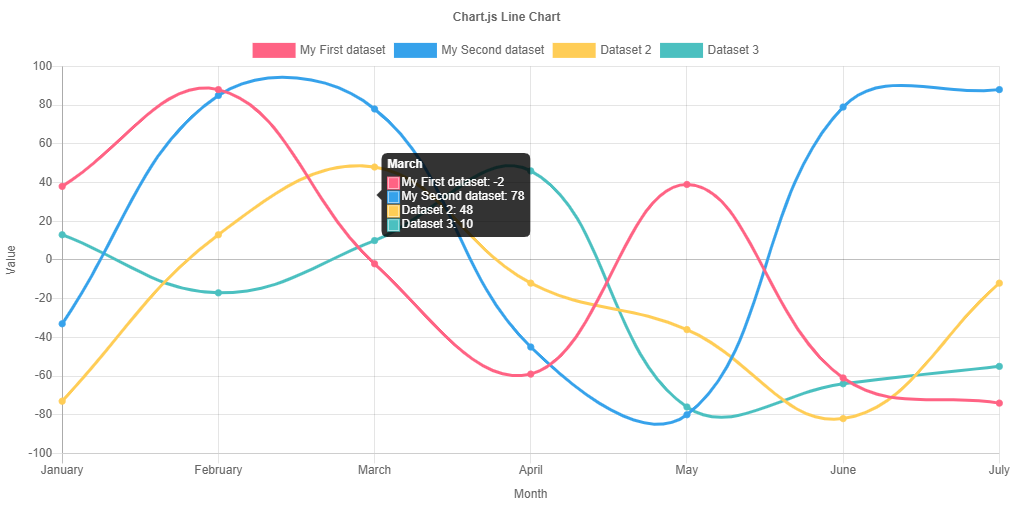 Chart.js Line Chart
My First dataset My Second dataset Dataset 2 Dataset 3
100
80
60
40
20
0
-20
-40
-60
-80
-100
Value
March
My First dataset: -2
My Second dataset: 78
Dataset 2: 48
Dataset 3: 10
January February March April May June July
Month